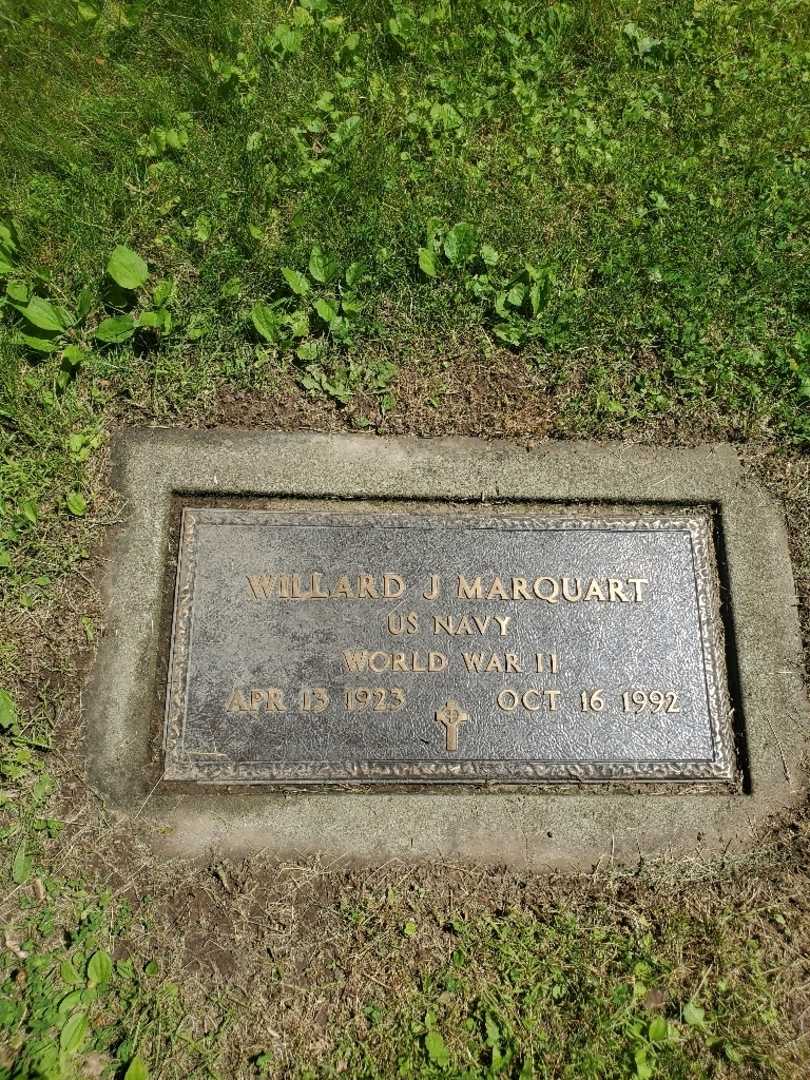 WILLARD J MARQUART
US NAVY
WORLD WAR II
APR 13 1923 OCT 16 1992